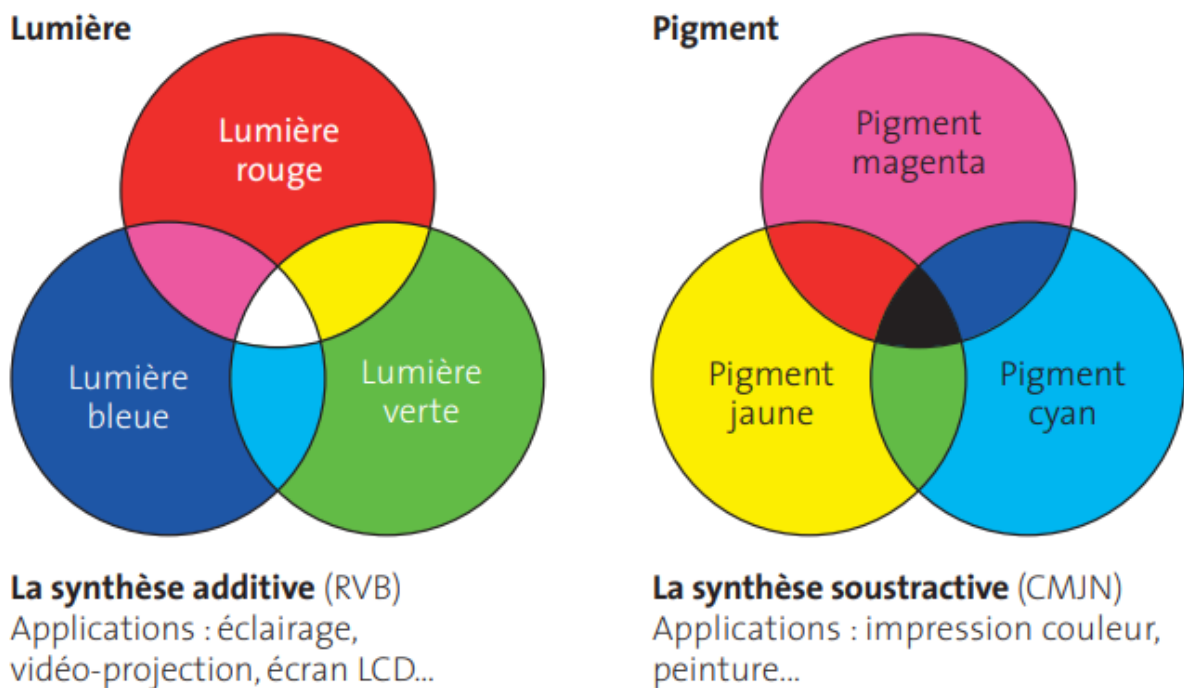 Lumière
Lumière
rouge
Lumière
bleue
Lumière
verte
La synthèse additive (RVB)
Applications : éclairage,
vidéo-projection, écran LCD...
Pigment
Pigment
magenta
Pigment
jaune
Pigment
cyan
La synthèse soustractive (CMJN)
Applications : impression couleur,
peinture...